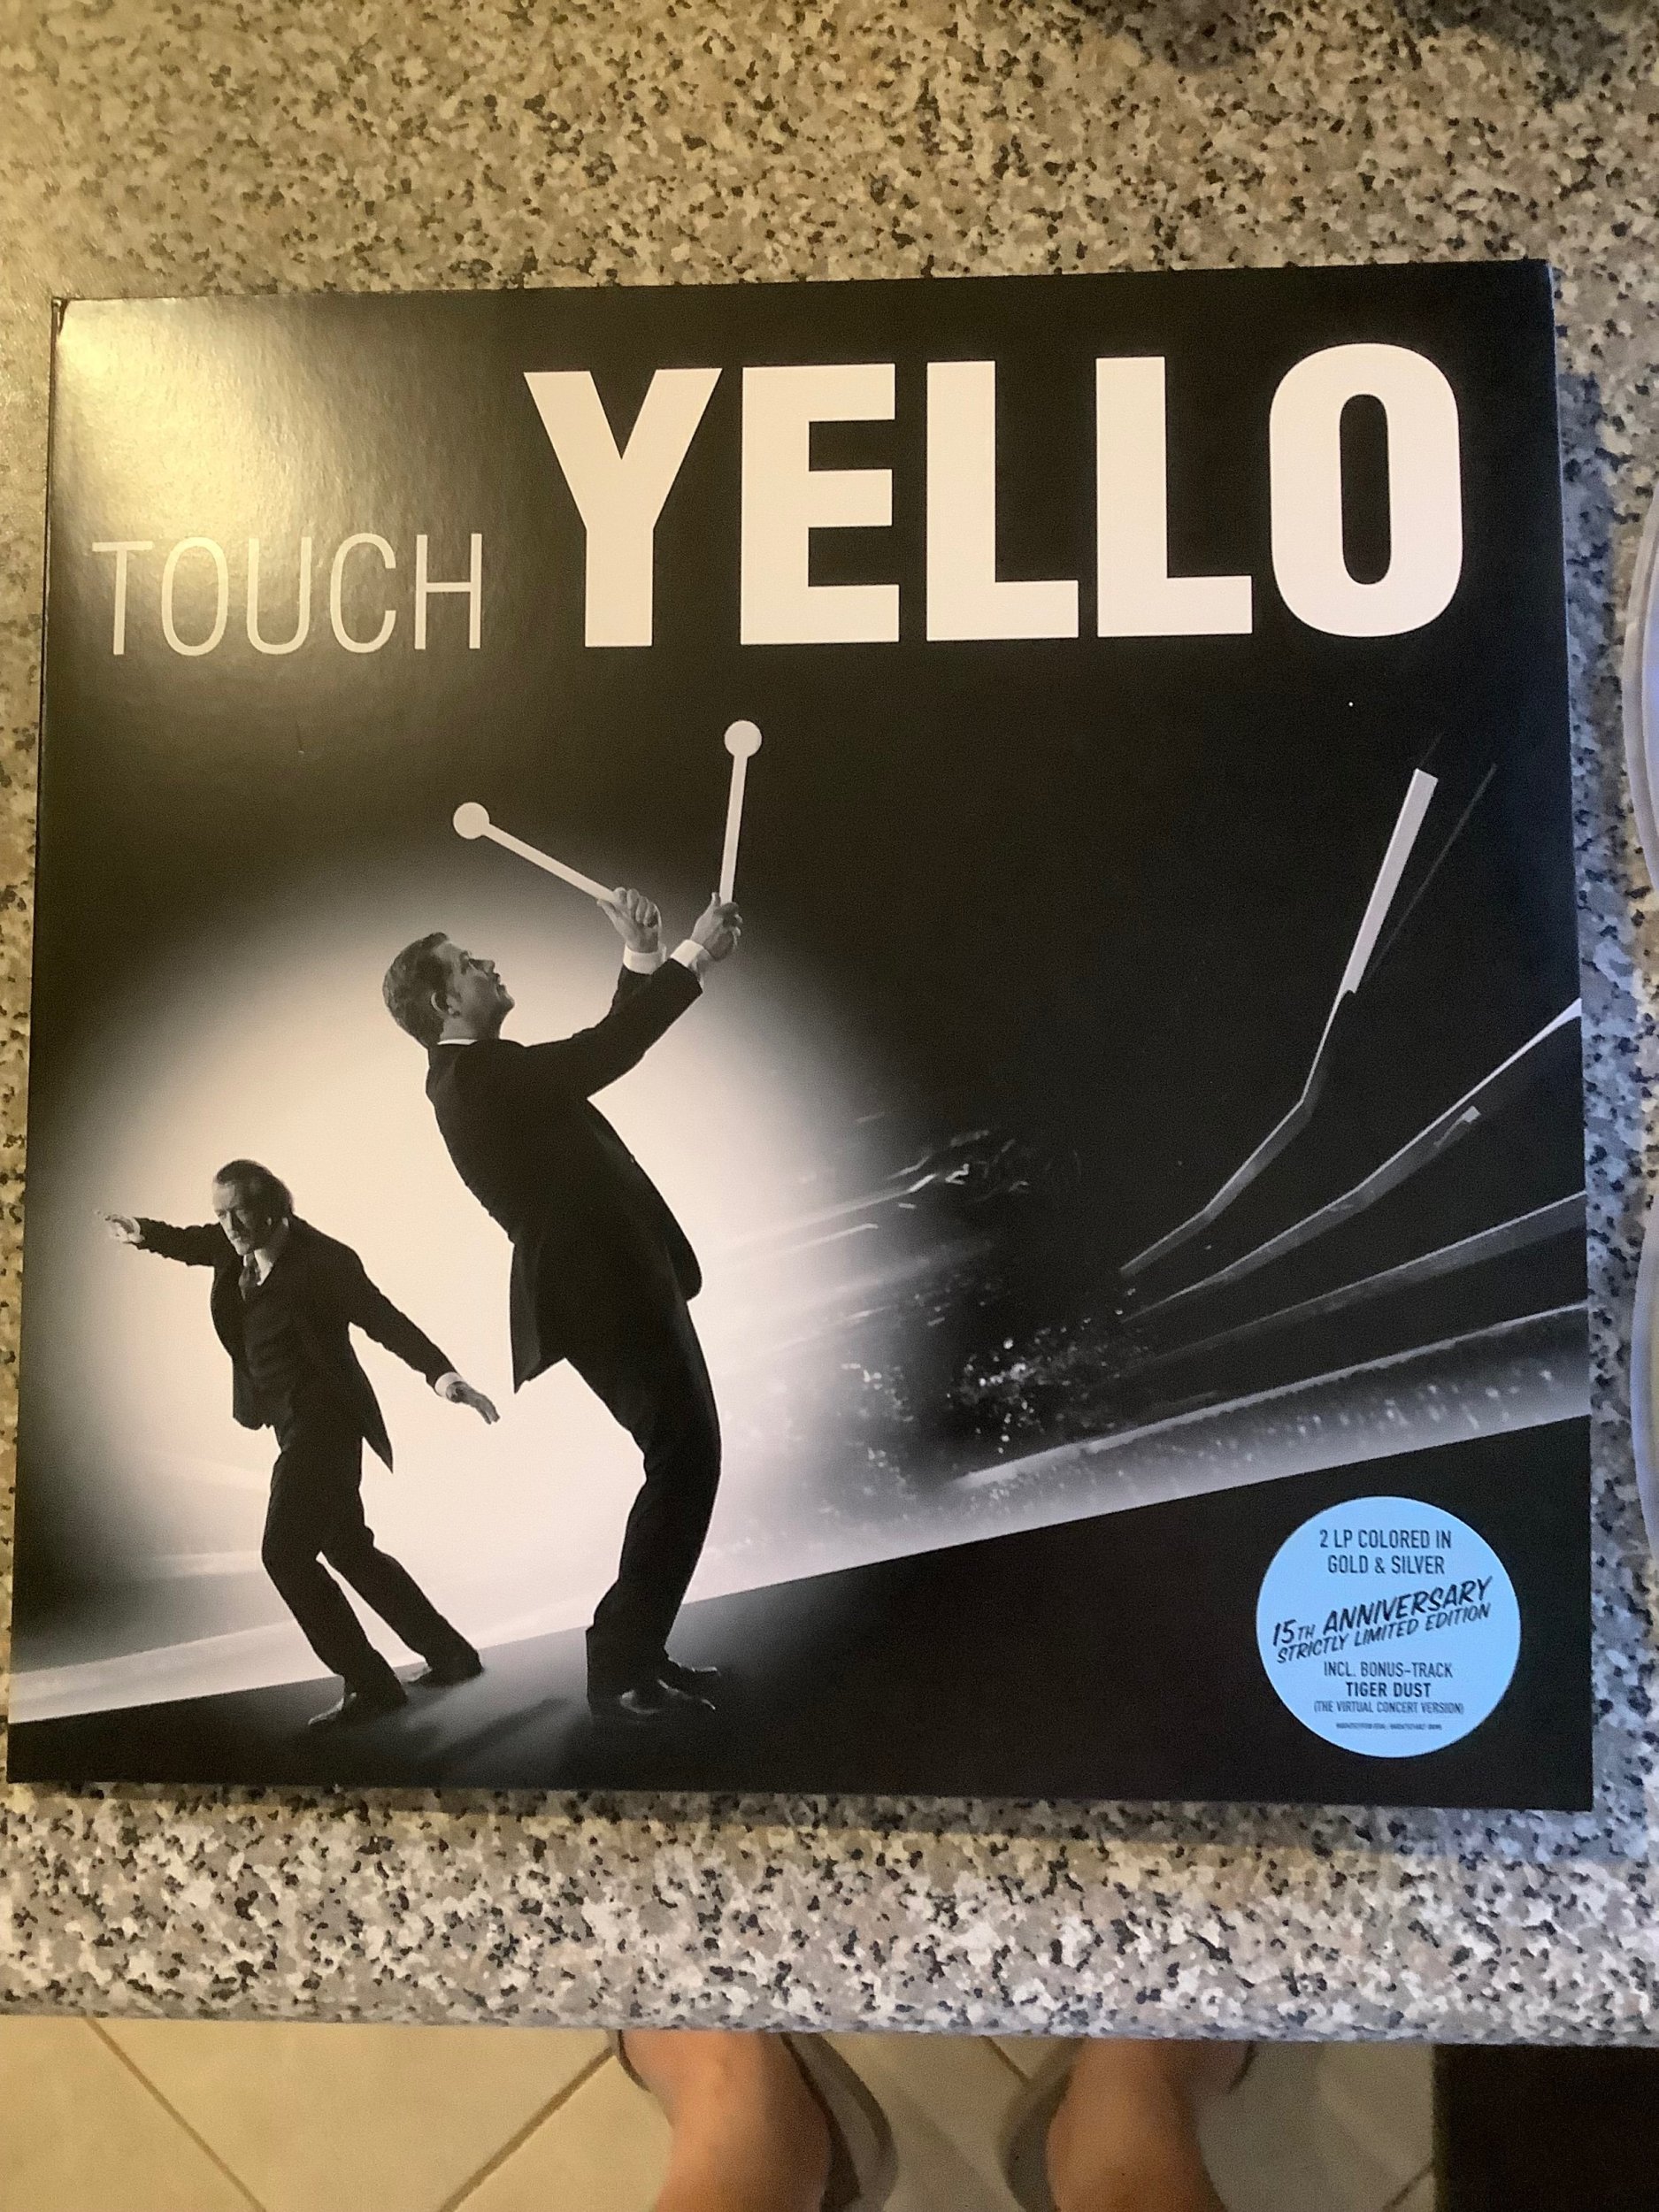 TOUCH YELLO
2 LP COLORED IN
GOLD & SILVER
15TH ANNIVERSARY
STRICTLY LIMITED EDITION
INCL. BONUS-TRACK
TIGER DUST
(THE VIRTUAL CONCERT VERSION)